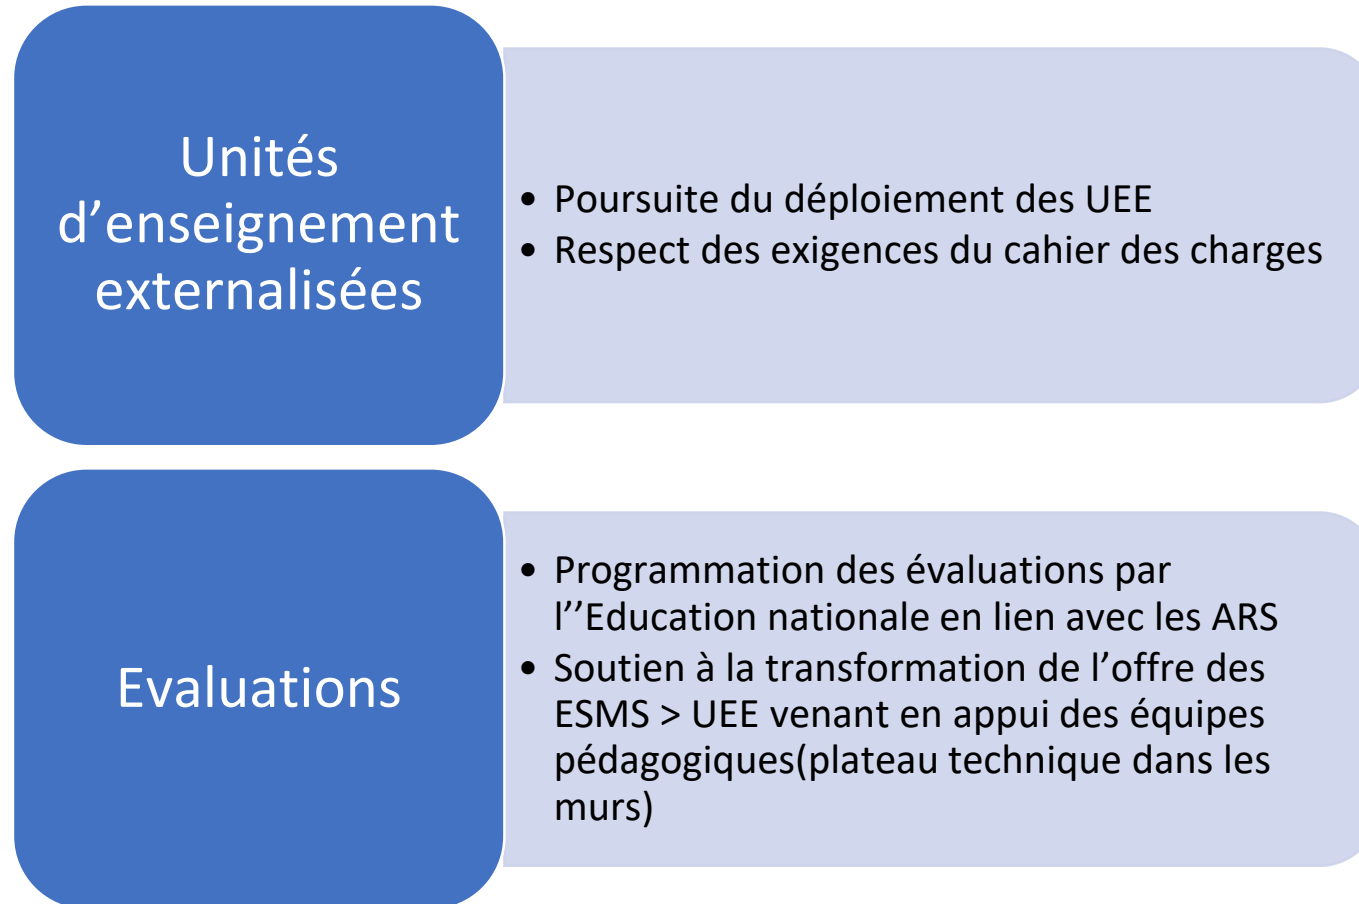 Unités
d’enseignement
externalisées
• Poursuite du déploiement des UEE
• Respect des exigences du cahier des charges
Evaluations
• Programmation des évaluations par
l’’Education nationale en lien avec les ARS
• Soutien à la transformation de l’offre des
ESMS > UEE venant en appui des équipes
pédagogiques(plateau technique dans les
murs)